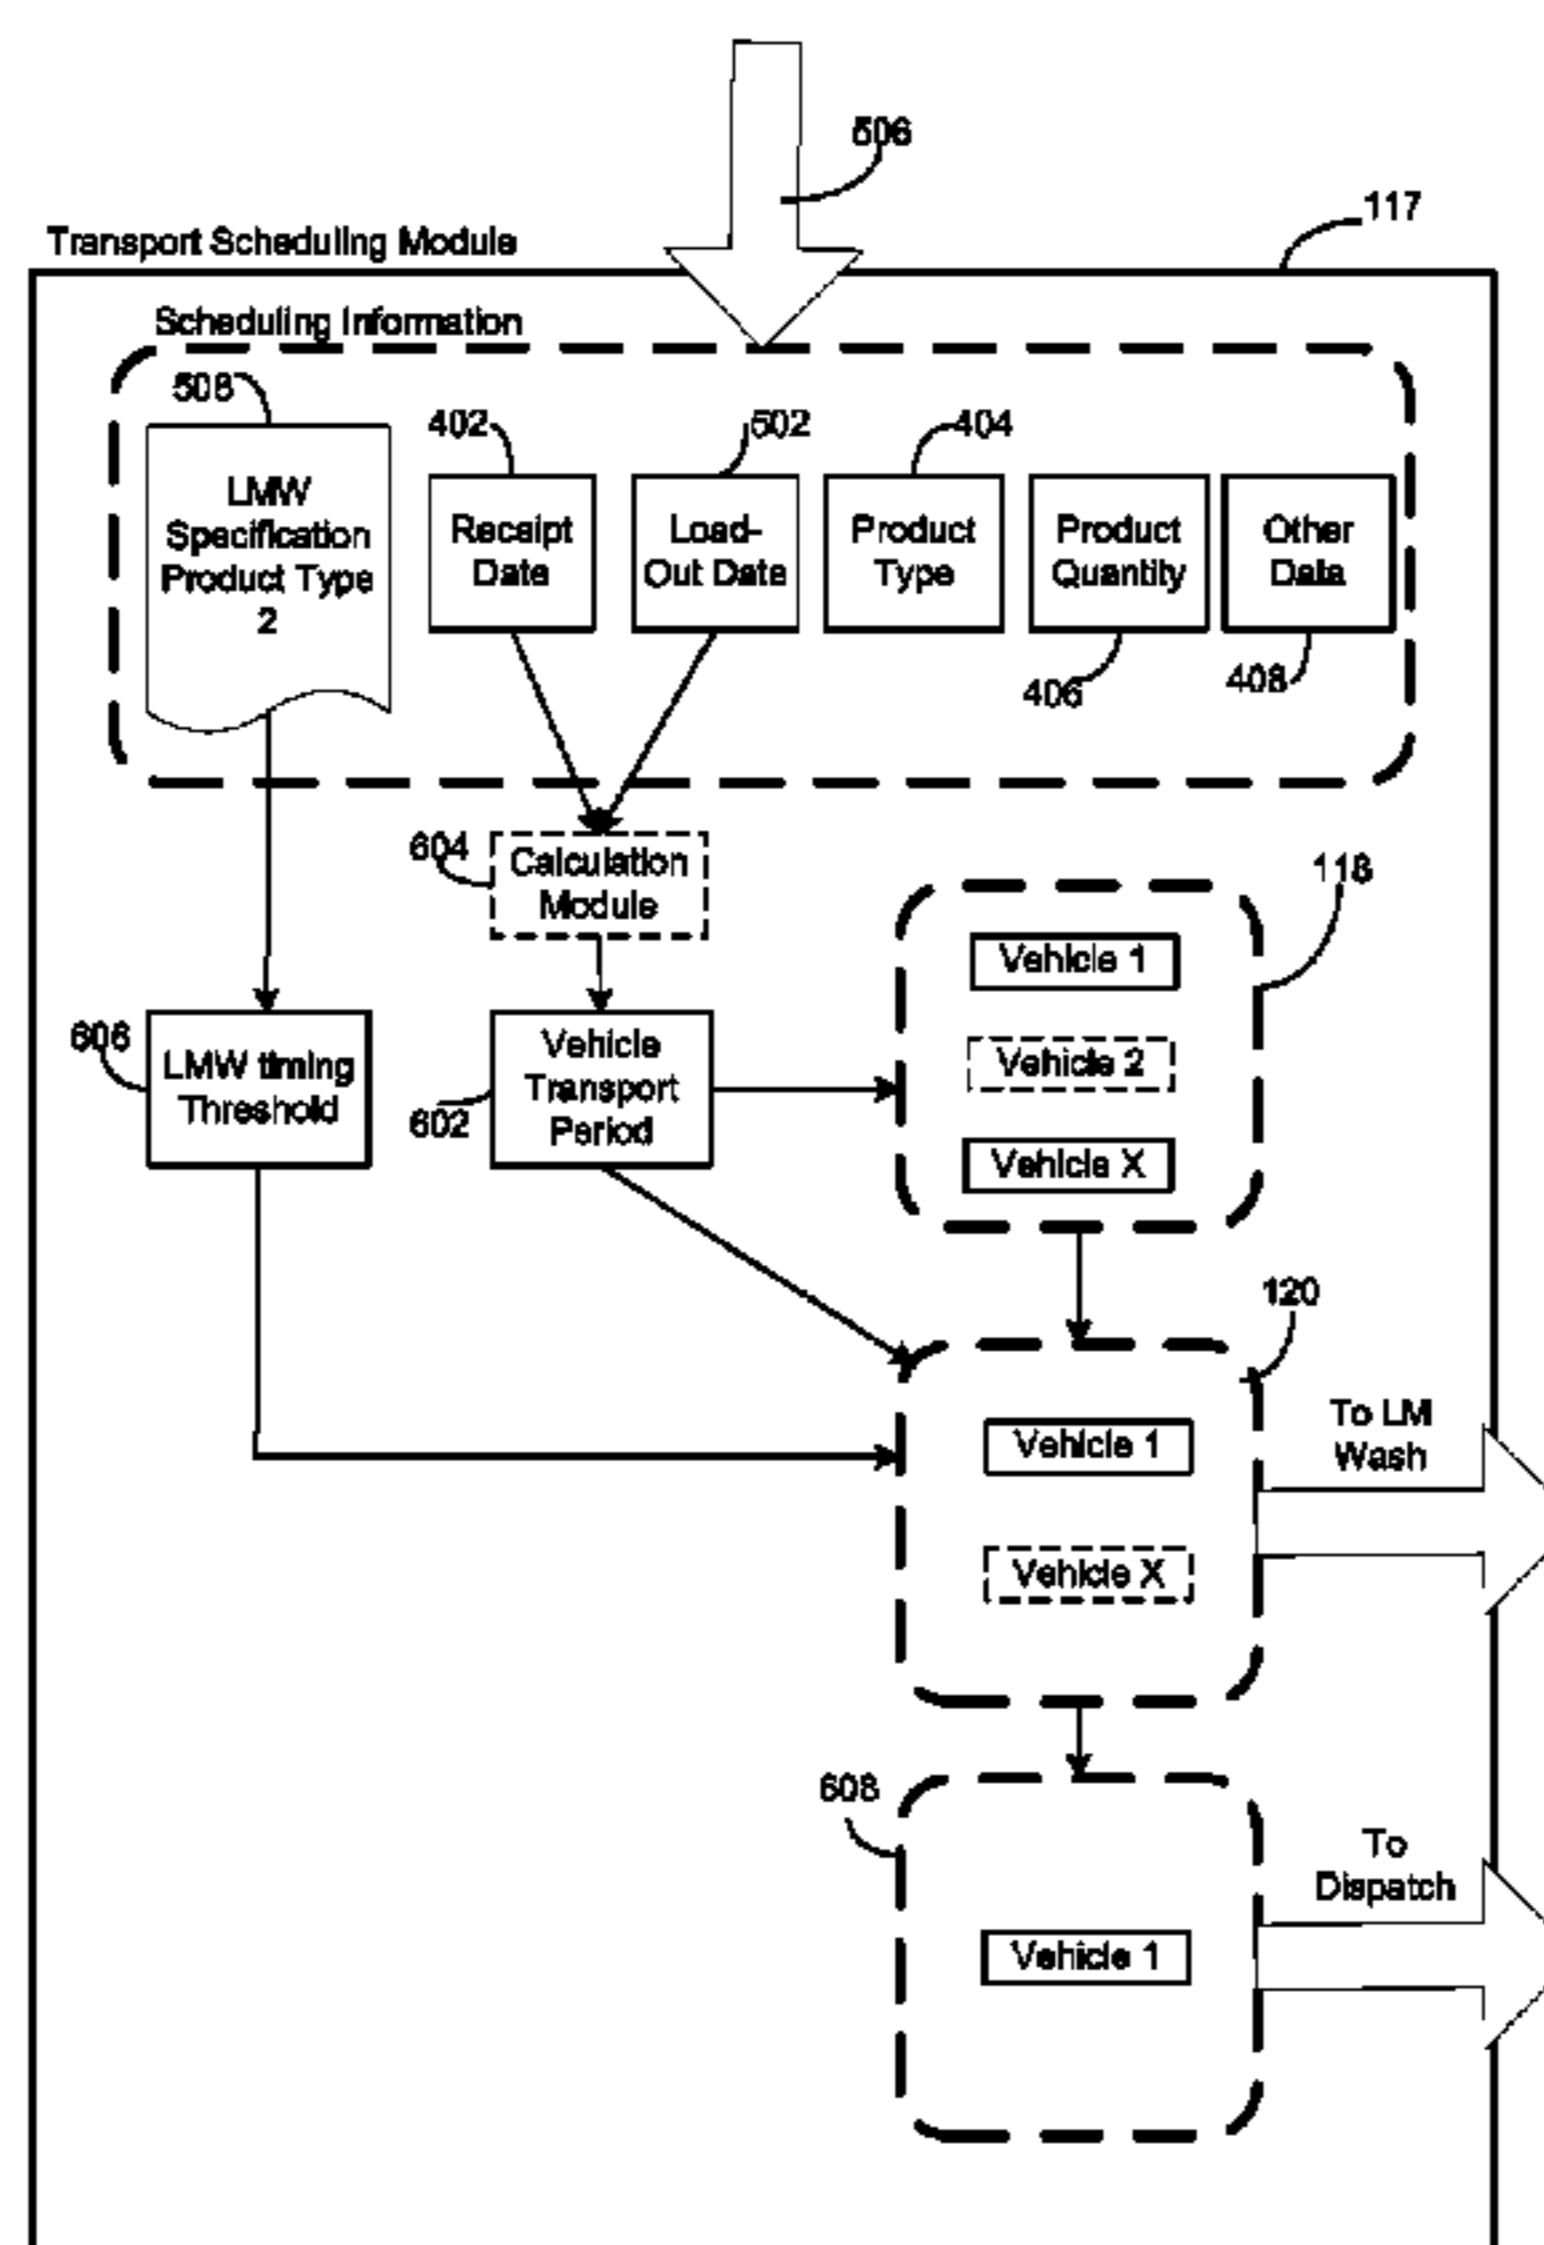 506
117
Transport Scheduling Module
Scheduling Information
508
402
502
404
LMW
Specification
Product Type
2
Receipt
Date
Load-
Out Date
Product
Type
Product
Quantity
Other
Data
406
408
604
Calculation
Module
118
Vehicle 1
Vehicle 2
Vehicle X
606
LMW timing
Threshold
602
Vehicle
Transport
Period
120
To LM
Wash
Vehicle 1
Vehicle X
608
To
Dispatch
Vehicle 1